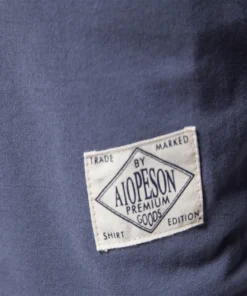 TRADE MARKED
BY
AIOPESON
PREMIUM
GOODS
SHIRT EDITION